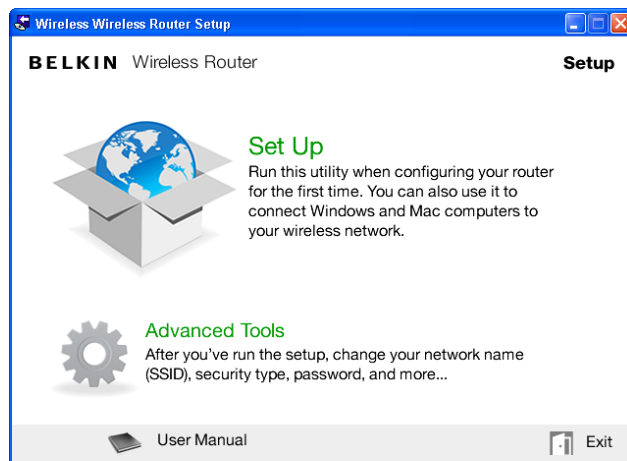 Wireless Wireless Router Setup
BELKIN Wireless Router
Setup
Set Up
Run this utility when configuring your router
for the first time. You can also use it to
connect Windows and Mac computers to
your wireless network.
Advanced Tools
After you've run the setup, change your network name
(SSID), security type, password, and more...
User Manual
Exit